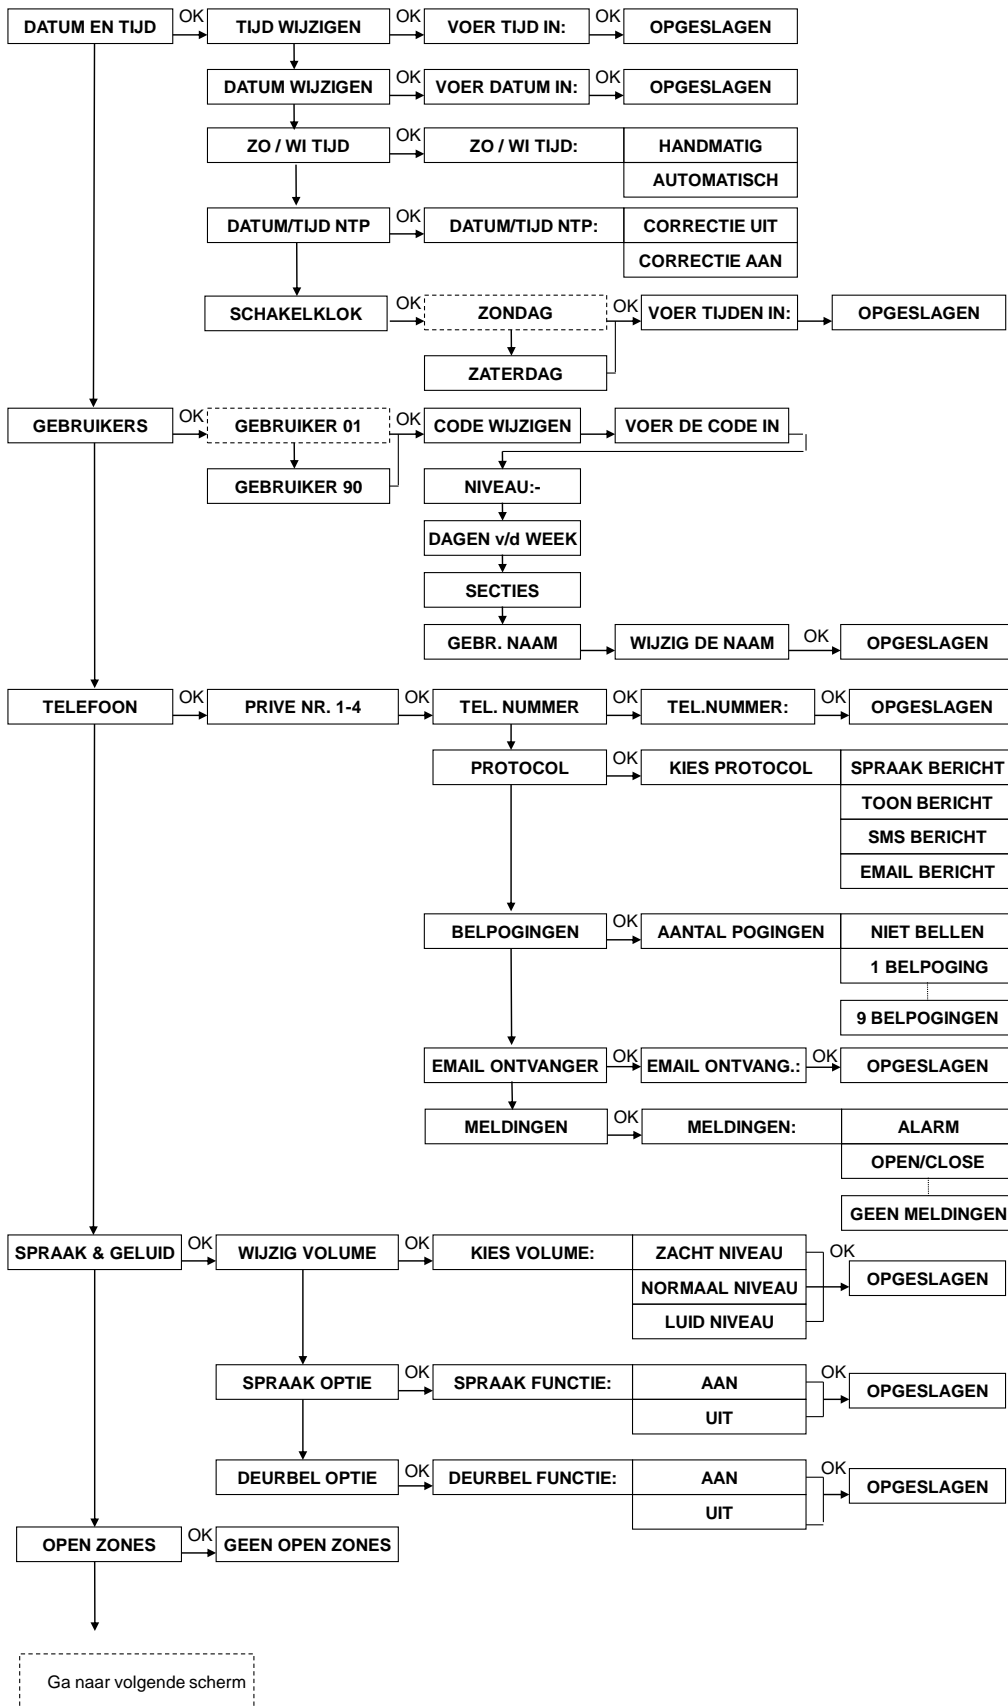 DATUM EN TIJD OK TIJD WIJZIGEN OK VOER TIJD IN: OK OPGESLAGEN
DATUM WIJZIGEN OK VOER DATUM IN: OK OPGESLAGEN
ZO / WI TIJD OK ZO / WI TIJD: HANDMATIG
AUTOMATISCH
DATUM/TIJD NTP OK DATUM/TIJD NTP: CORRECTIE UIT
CORRECTIE AAN
SCHAKELKLOK OK ZONDAG OK VOER TIJDEN IN: OPGESLAGEN
ZATERDAG
GEBRUIKERS OK GEBRUIKER 01 OK CODE WIJZIGEN VOER DE CODE IN
GEBRUIKER 90 NIVEAU:-
DAGEN v/d WEEK
SECTIES
GEBR. NAAM WIJZIG DE NAAM OK OPGESLAGEN
TELEFOON OK PRIVE NR. 1-4 OK TEL. NUMMER OK TEL.NUMMER: OK OPGESLAGEN
PROTOCOL OK KIES PROTOCOL SPRAAK BERICHT
TOON BERICHT
SMS BERICHT
EMAIL BERICHT
BELPOGINGEN OK AANTAL POGINGEN NIET BELLEN
1 BELPOGING
9 BELPOGINGEN
EMAIL ONTVANGER OK EMAIL ONTVANG.: OK OPGESLAGEN
MELDINGEN OK MELDINGEN: ALARM
OPEN/CLOSE
GEEN MELDINGEN
SPRAAK & GELUID OK WIJZIG VOLUME OK KIES VOLUME: ZACHT NIVEAU OK
NORMAAL NIVEAU OPGESLAGEN
LUID NIVEAU
SPRAAK OPTIE OK SPRAAK FUNCTIE: AAN OK OPGESLAGEN
UIT
DEURBEL OPTIE OK DEURBEL FUNCTIE: AAN OK OPGESLAGEN
UIT
OPEN ZONES OK GEEN OPEN ZONES
Ga naar volgende scherm